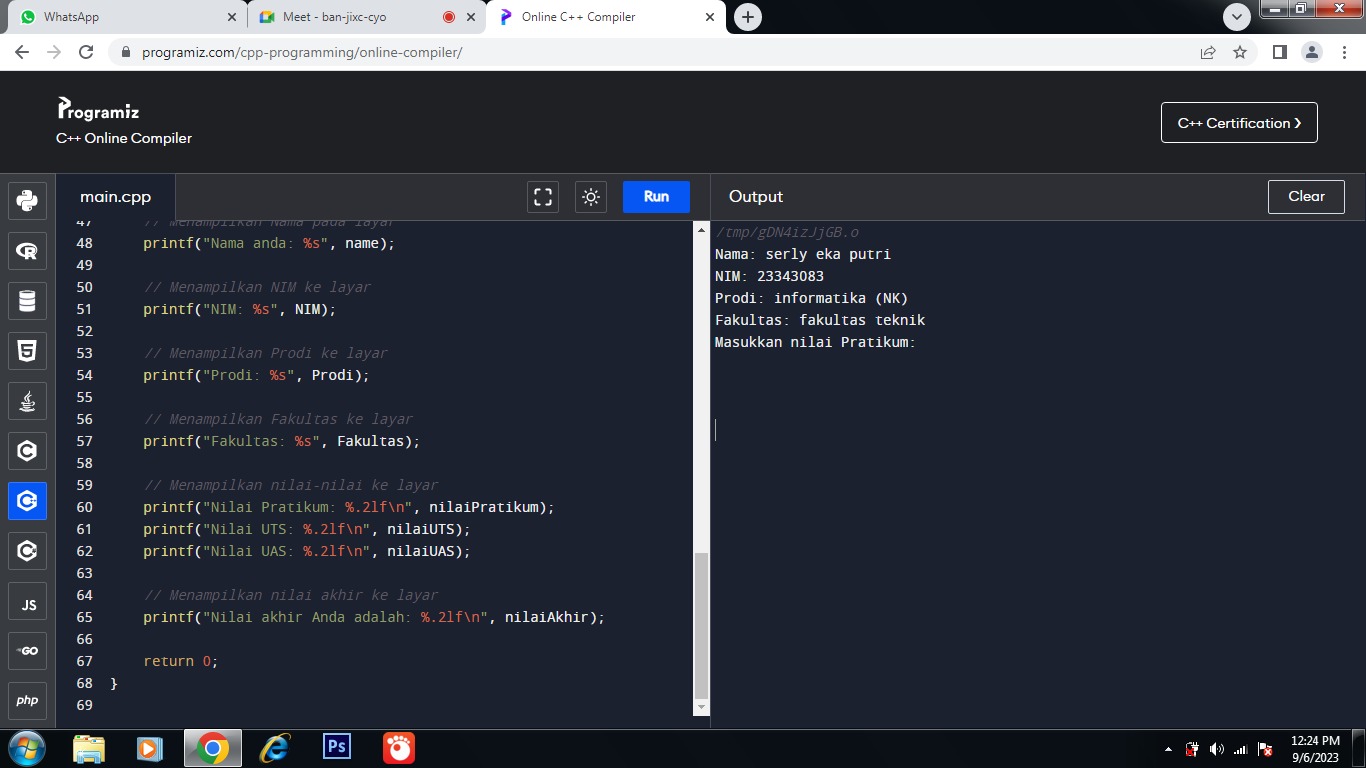 WhatsApp
Meet - ban-jixc-cyo
Online C++ Compiler
programiz.com/cpp-programming/online-compiler/
Programiz
C++ Online Compiler
C++ Certification ❯
main.cpp
Run
Output
Clear
47 // Menampilkan Nama pada layar
48 printf("Nama anda: %s", name);
49
50 // Menampilkan NIM ke layar
51 printf("NIM: %s", NIM);
52
53 // Menampilkan Prodi ke layar
54 printf("Prodi: %s", Prodi);
55
56 // Menampilkan Fakultas ke layar
57 printf("Fakultas: %s", Fakultas);
58
59 // Menampilkan nilai-nilai ke layar
60 printf("Nilai Pratikum: %.2lf\n", nilaiPratikum);
61 printf("Nilai UTS: %.2lf\n", nilaiUTS);
62 printf("Nilai UAS: %.2lf\n", nilaiUAS);
63
64 // Menampilkan nilai akhir ke layar
65 printf("Nilai akhir Anda adalah: %.2lf\n", nilaiAkhir);
66
67 return 0;
68 }
69
/tmp/gDN4izJjGB.o
Nama: serly eka putri
NIM: 23343083
Prodi: informatika (NK)
Fakultas: fakultas teknik
Masukkan nilai Pratikum:
R
5
C
C
C
JS
GO
php
Ps
12:24 PM
9/6/2023